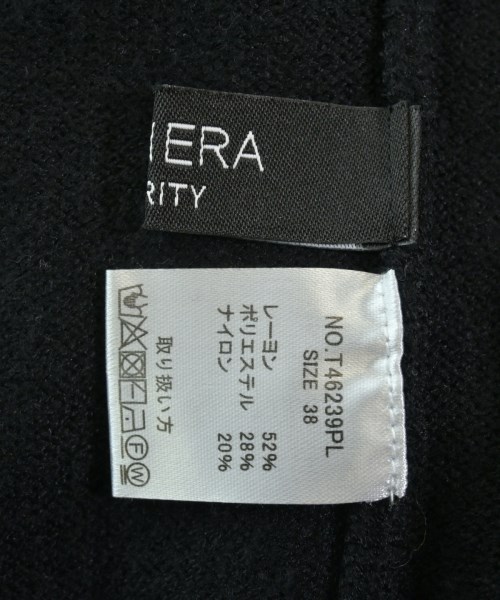 IERA
RITY
NO.T46239PL
SIZE 38
レーヨン 52%
ポリエステル 28%
ナイロン 20%
取り扱い方
F W